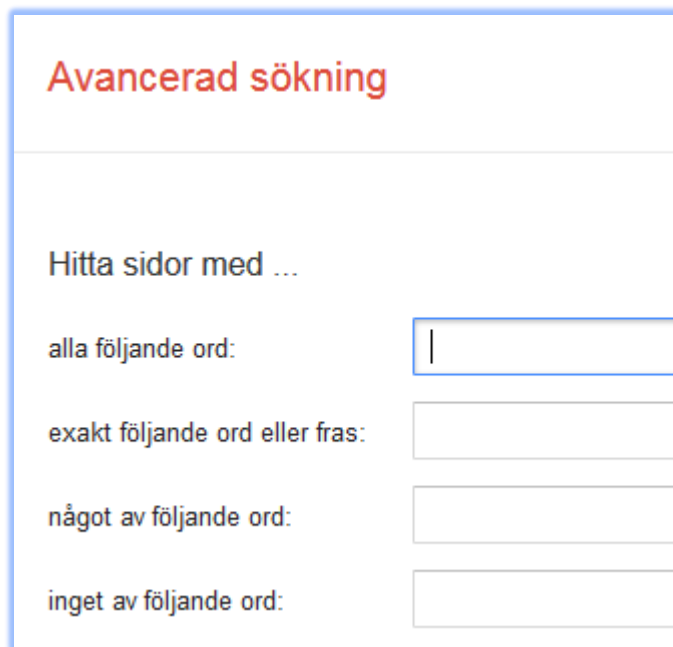 Avancerad sökning
Hitta sidor med ...
alla följande ord:
exakt följande ord eller fras:
något av följande ord:
inget av följande ord: